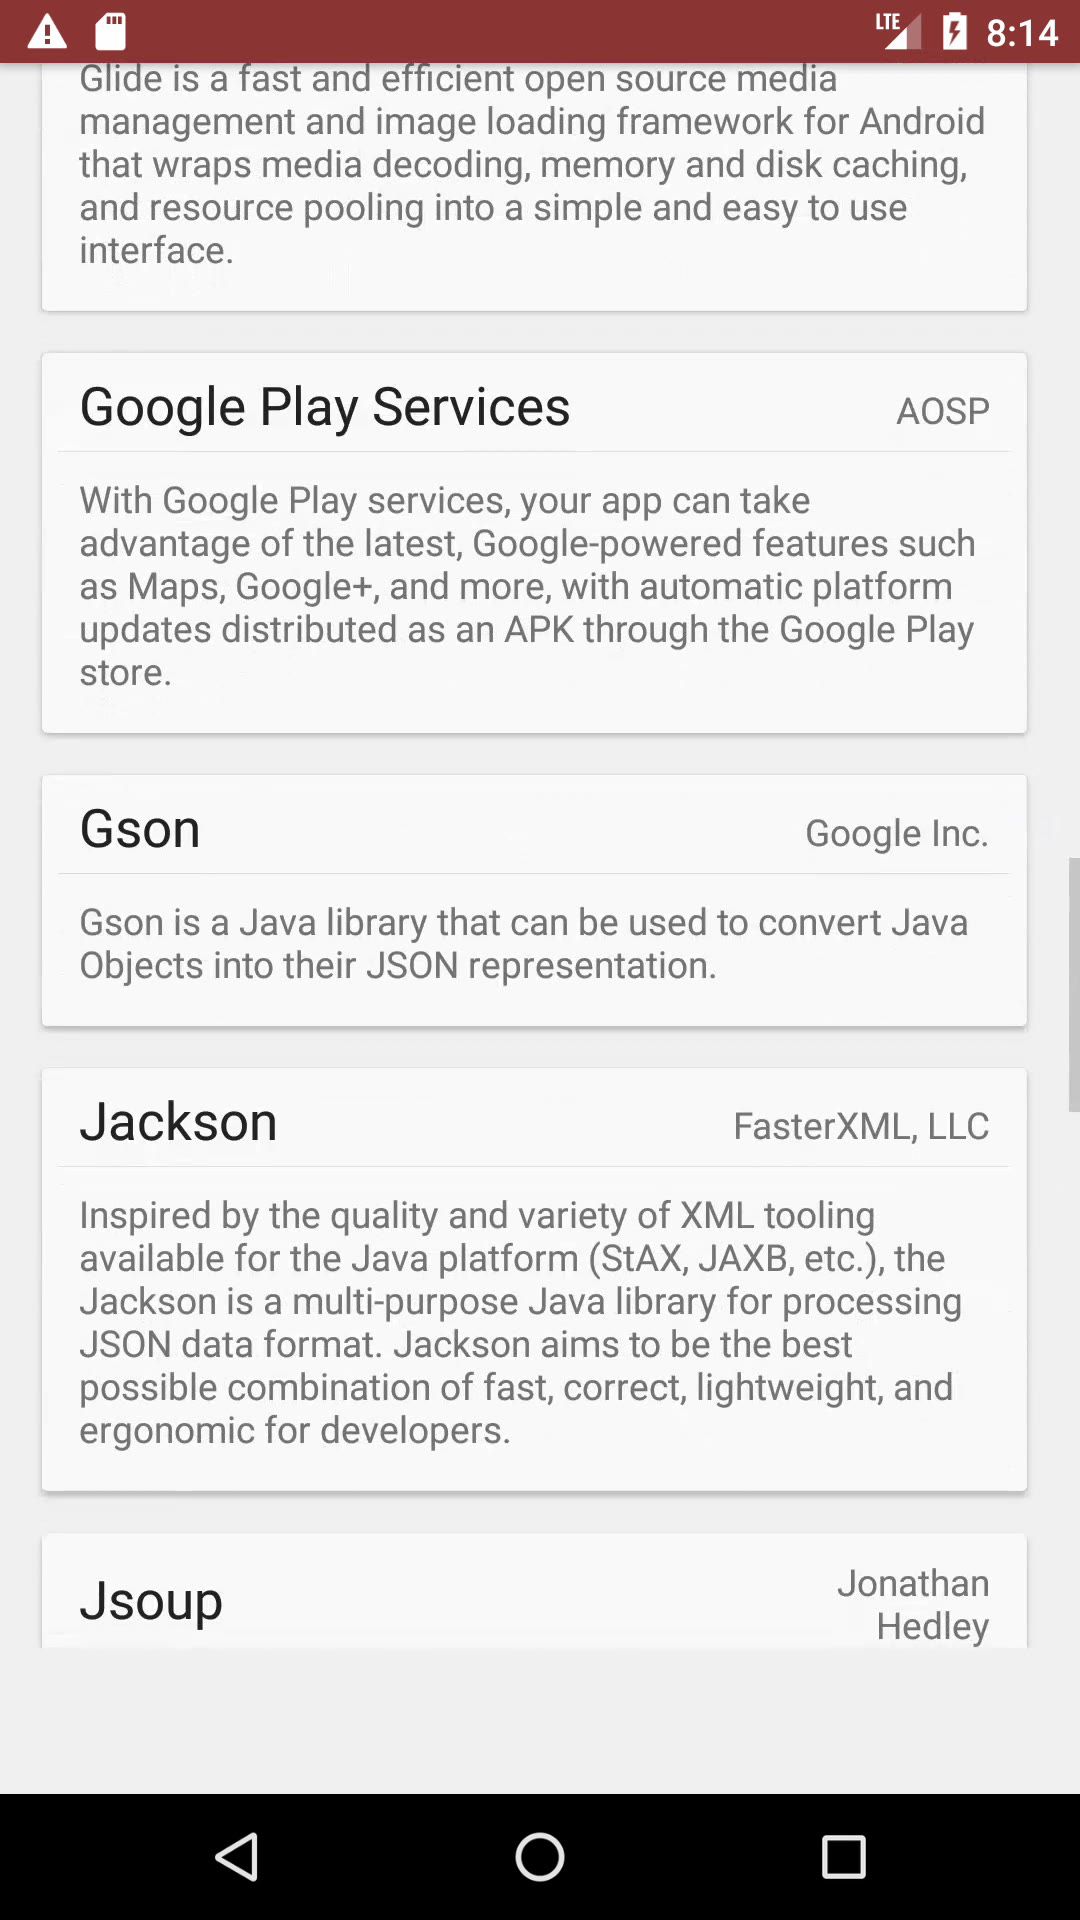 LTE 8:14
Glide is a fast and efficient open source media
management and image loading framework for Android
that wraps media decoding, memory and disk caching,
and resource pooling into a simple and easy to use
interface.
Google Play Services AOSP
With Google Play services, your app can take
advantage of the latest, Google-powered features such
as Maps, Google+, and more, with automatic platform
updates distributed as an APK through the Google Play
store.
Gson Google Inc.
Gson is a Java library that can be used to convert Java
Objects into their JSON representation.
Jackson FasterXML, LLC
Inspired by the quality and variety of XML tooling
available for the Java platform (StAX, JAXB, etc.), the
Jackson is a multi-purpose Java library for processing
JSON data format. Jackson aims to be the best
possible combination of fast, correct, lightweight, and
ergonomic for developers.
Jsoup
Jonathan
Hedley